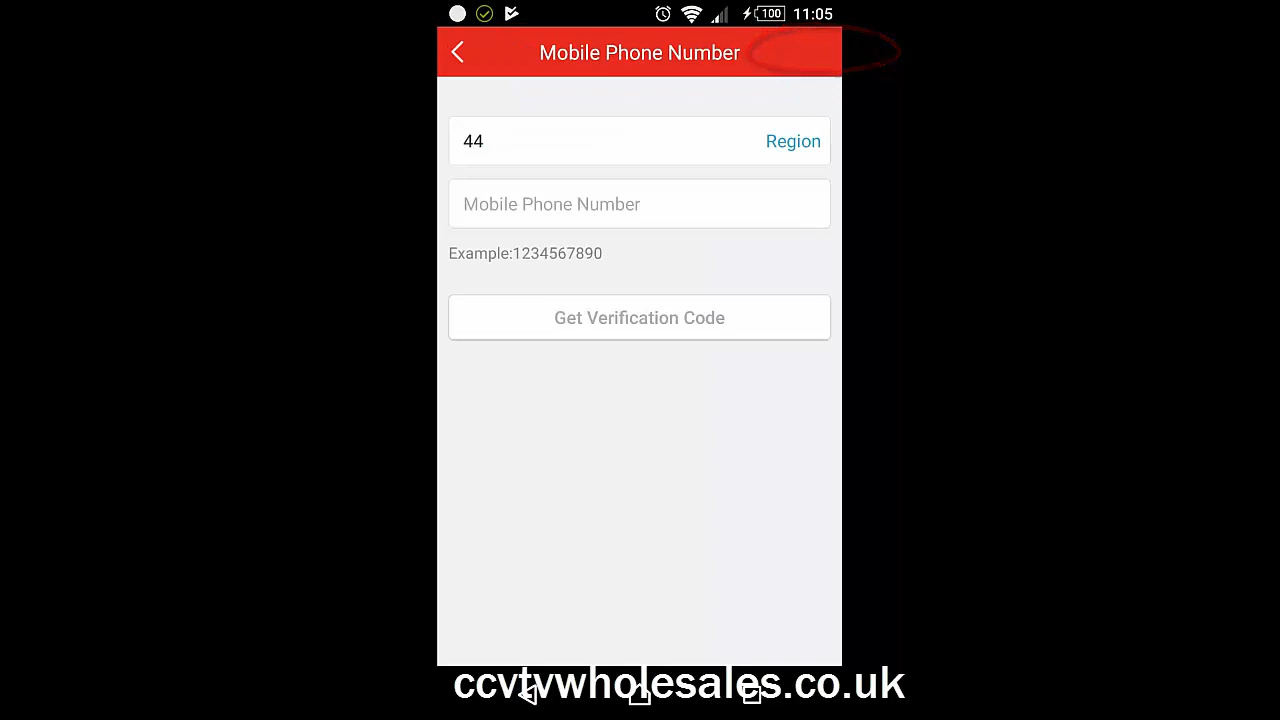 100 11:05
Mobile Phone Number
44 Region
Mobile Phone Number
Example:1234567890
Get Verification Code
ccvtvwholesales.co.uk